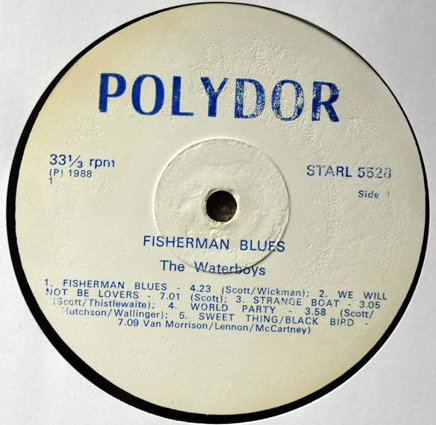 POLYDOR
33⅓ rpm
(P) 1988
1
STARL 5528
Side 1
FISHERMAN BLUES
The Waterboys
1. FISHERMAN BLUES - 4.23 (Scott/Wickman); 2. WE WILL
NOT BE LOVERS - 7.01 (Scott); 3. STRANGE BOAT - 3.05
(Scott/Thistlewaite); 4. WORLD PARTY - 3.58 (Scott/
Hutchson/Wallinger); 5. SWEET THING/BLACK BIRD -
7.09 Van Morrison/Lennon/McCartney)